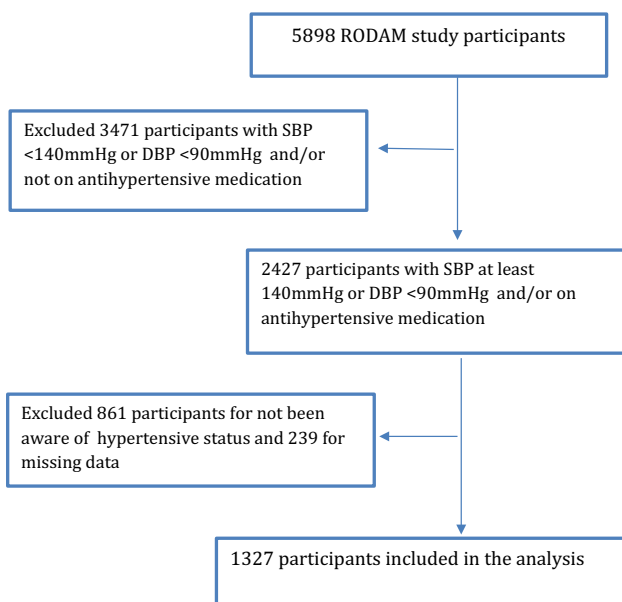 5898 RODAM study participants
Excluded 3471 participants with SBP
<140mmHg or DBP <90mmHg and/or
not on antihypertensive medication
2427 participants with SBP at least
140mmHg or DBP <90mmHg and/or on
antihypertensive medication
Excluded 861 participants for not been
aware of hypertensive status and 239 for
missing data
1327 participants included in the analysis